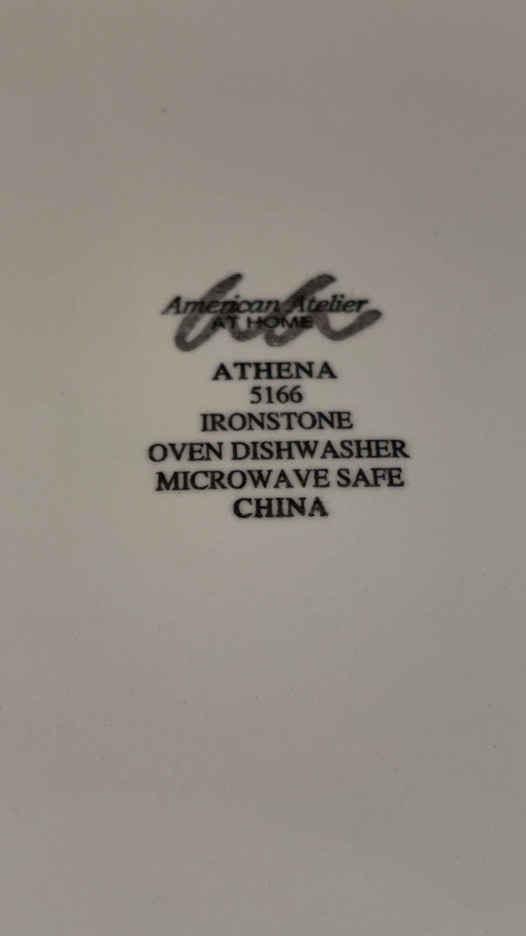 American Atelier
AT HOME
ATHENA
5166
IRONSTONE
OVEN DISHWASHER
MICROWAVE SAFE
CHINA